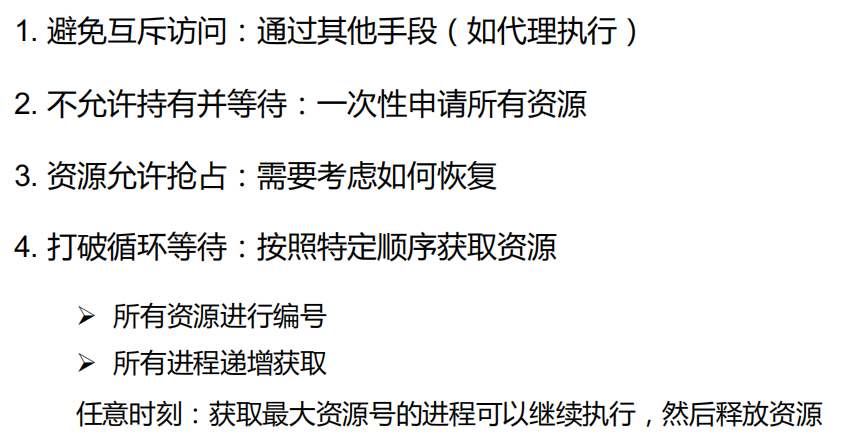 1. 避免互斥访问：通过其他手段（如代理执行）
2. 不允许持有并等待：一次性申请所有资源
3. 资源允许抢占：需要考虑如何恢复
4. 打破循环等待：按照特定顺序获取资源
➢ 所有资源进行编号
➢ 所有进程递增获取
任意时刻：获取最大资源号的进程可以继续执行，然后释放资源